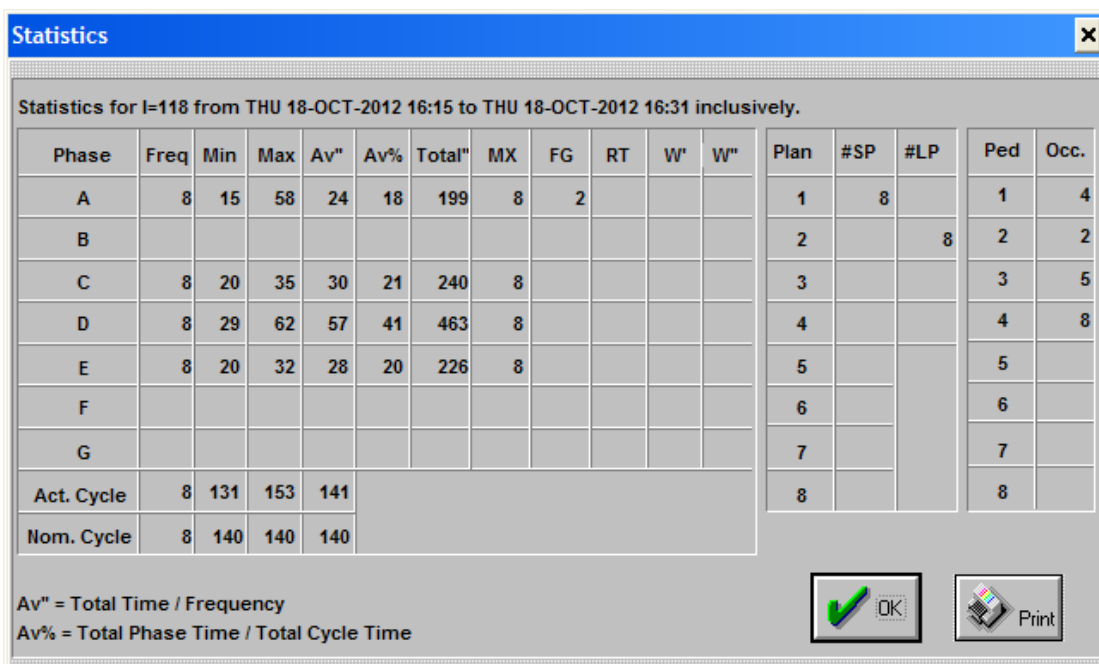 Statistics
Statistics for I=118 from THU 18-OCT-2012 16:15 to THU 18-OCT-2012 16:31 inclusively.
Phase Freq Min Max Av" Av% Total" MX FG RT W' W" Plan #SP #LP Ped Occ.
A 8 15 58 24 18 199 8 2 1 8 1 4
B 2 8 2 2
C 8 20 35 30 21 240 8 3 3 5
D 8 29 62 57 41 463 8 4 4 8
E 8 20 32 28 20 226 8 5 5
F 6 6
G 7 7
Act. Cycle 8 131 153 141 8 8
Nom. Cycle 8 140 140 140
Av" = Total Time / Frequency
Av% = Total Phase Time / Total Cycle Time
OK
Print